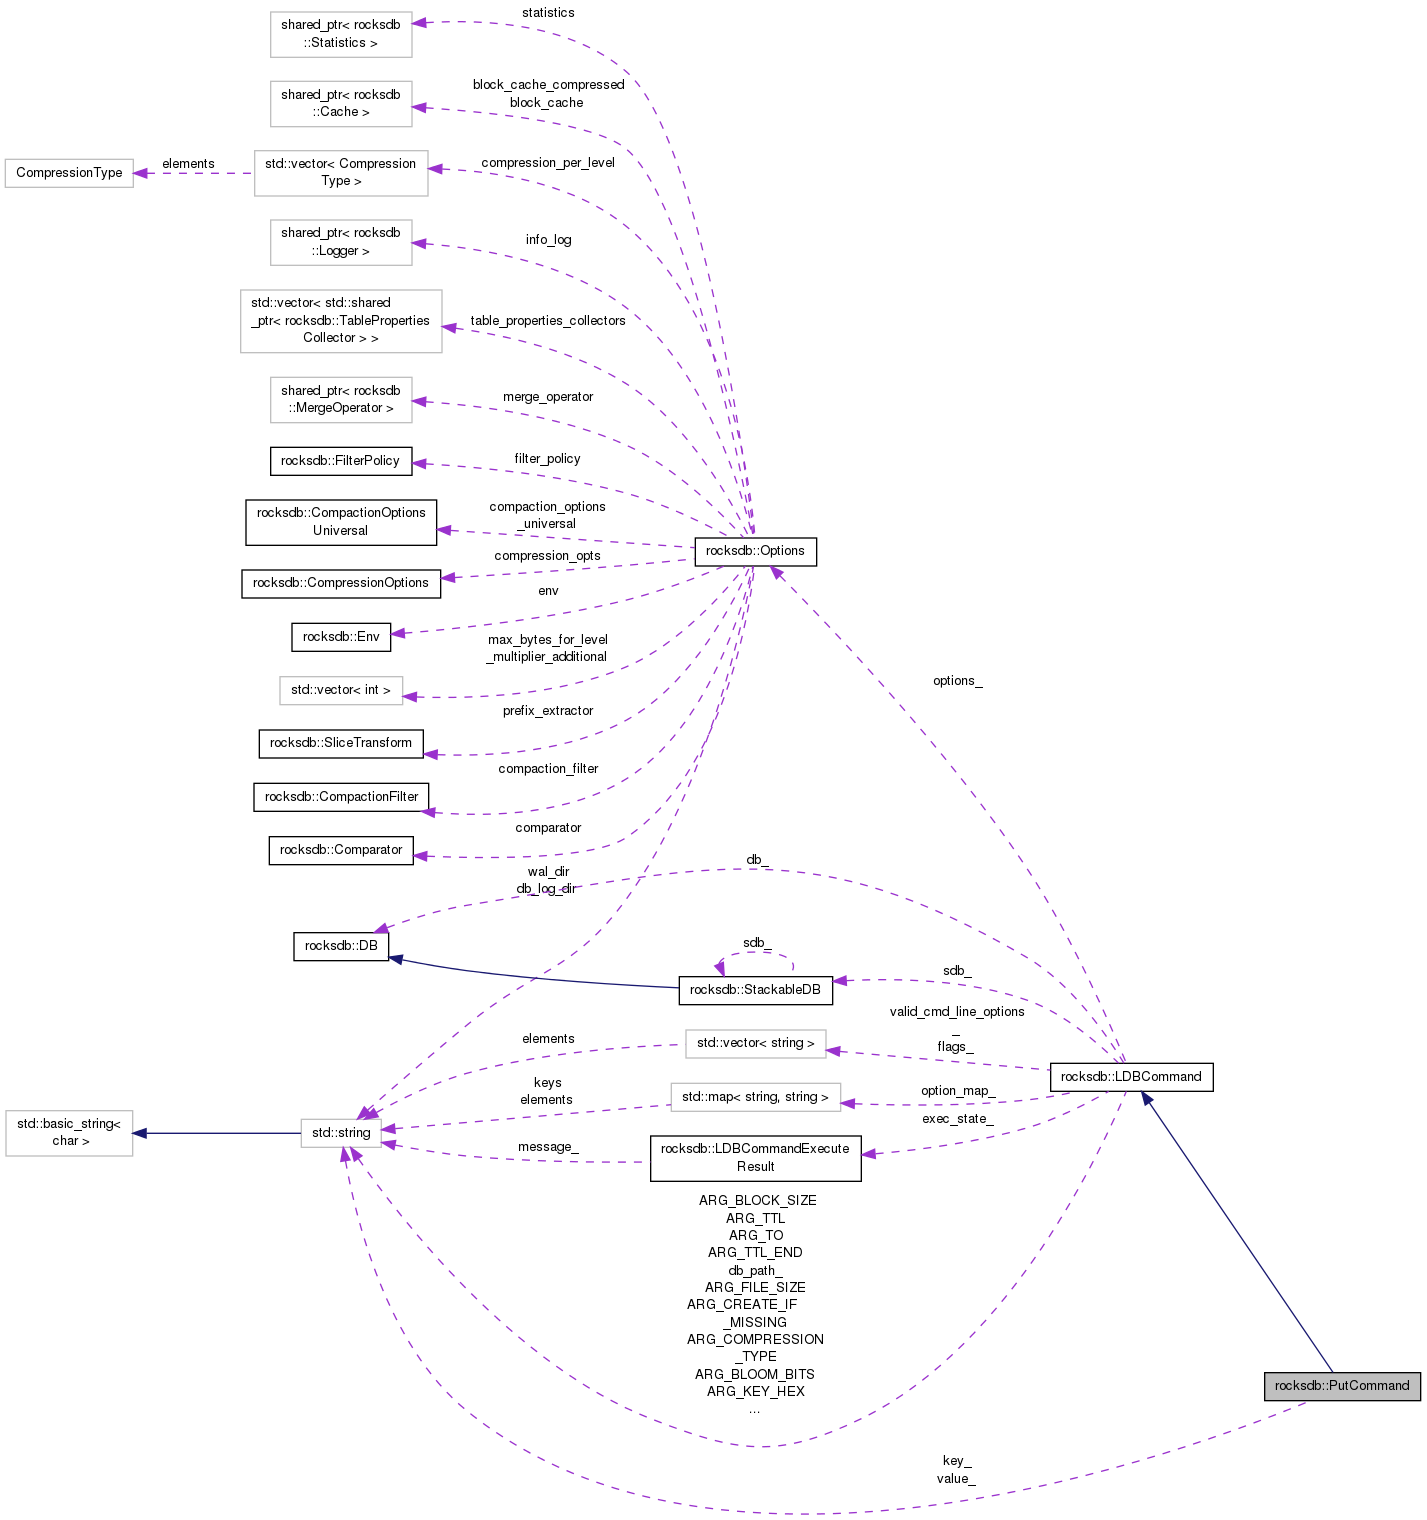 statistics
shared_ptr< rocksdb
::Statistics >
block_cache_compressed
block_cache
shared_ptr< rocksdb
::Cache >
CompressionType
elements
std::vector< Compression
Type >
compression_per_level
shared_ptr< rocksdb
::Logger >
info_log
std::vector< std::shared
_ptr< rocksdb::TableProperties
Collector > >
table_properties_collectors
shared_ptr< rocksdb
::MergeOperator >
merge_operator
rocksdb::FilterPolicy
filter_policy
rocksdb::CompactionOptions
Universal
compaction_options
_universal
rocksdb::Options
rocksdb::CompressionOptions
compression_opts
rocksdb::Env
env
std::vector< int >
max_bytes_for_level
_multiplier_additional
rocksdb::SliceTransform
prefix_extractor
rocksdb::CompactionFilter
compaction_filter
rocksdb::Comparator
comparator
wal_dir
db_log_dir
options_
db_
rocksdb::DB
sdb_
rocksdb::StackableDB
sdb_
valid_cmd_line_options
_
flags_
std::vector< string >
elements
rocksdb::LDBCommand
std::map< string, string >
option_map_
keys
elements
exec_state_
std::basic_string<
char >
std::string
message_
rocksdb::LDBCommandExecute
Result
ARG_BLOCK_SIZE
ARG_TTL
ARG_TO
ARG_TTL_END
db_path_
ARG_FILE_SIZE
ARG_CREATE_IF
_MISSING
ARG_COMPRESSION
_TYPE
ARG_BLOOM_BITS
ARG_KEY_HEX
...
rocksdb::PutCommand
key_
value_